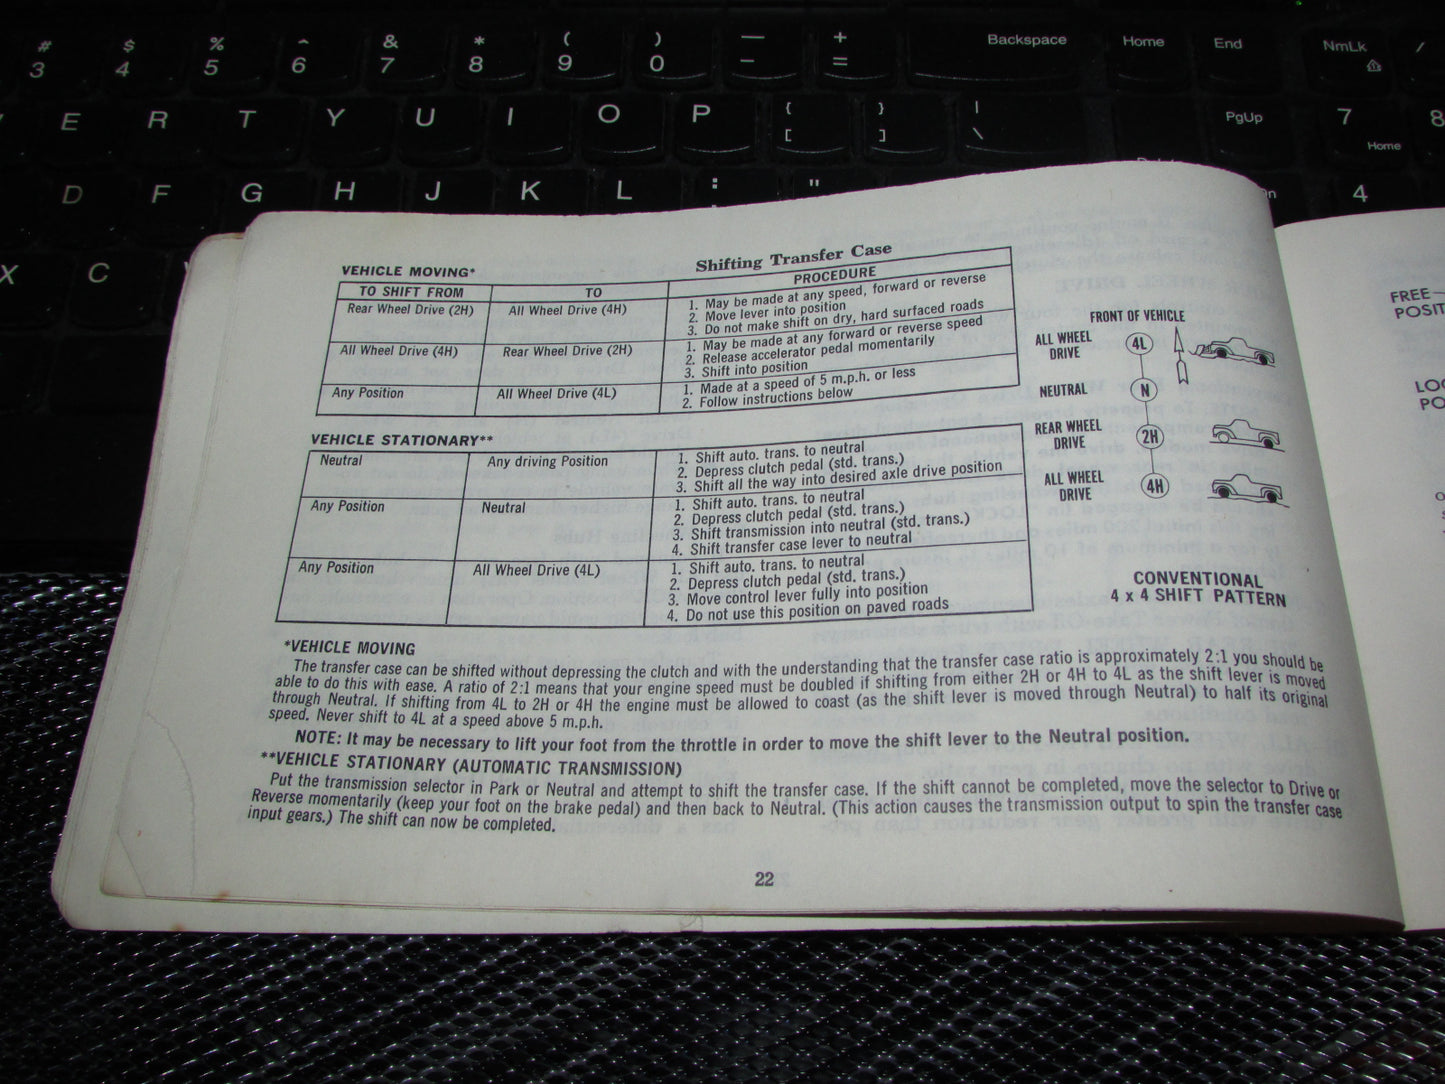 # $ % ^ & * ( ) — +
3 4 5 6 7 8 9 0 - =
Backspace Home End NmLk /
E R T Y U I O P { } |
[ ] \
PgUp 7 8
Home
D F G H J K L : "
4
X C
Shifting Transfer Case
VEHICLE MOVING*
TO SHIFT FROM TO PROCEDURE
Rear Wheel Drive (2H) All Wheel Drive (4H) 1. May be made at any speed, forward or reverse
2. Move lever into position
3. Do not make shift on dry, hard surfaced roads
All Wheel Drive (4H) Rear Wheel Drive (2H) 1. May be made at any forward or reverse speed
2. Release accelerator pedal momentarily
3. Shift into position
Any Position All Wheel Drive (4L) 1. Made at a speed of 5 m.p.h. or less
2. Follow instructions below
VEHICLE STATIONARY**
Neutral Any driving Position 1. Shift auto. trans. to neutral
2. Depress clutch pedal (std. trans.)
3. Shift all the way into desired axle drive position
Any Position Neutral 1. Shift auto. trans. to neutral
2. Depress clutch pedal (std. trans.)
3. Shift transmission into neutral (std. trans.)
4. Shift transfer case lever to neutral
Any Position All Wheel Drive (4L) 1. Shift auto. trans. to neutral
2. Depress clutch pedal (std. trans.)
3. Move control lever fully into position
4. Do not use this position on paved roads
FRONT OF VEHICLE
ALL WHEEL
DRIVE 4L
NEUTRAL N
REAR WHEEL
DRIVE 2H
ALL WHEEL
DRIVE 4H
CONVENTIONAL
4 x 4 SHIFT PATTERN
*VEHICLE MOVING
The transfer case can be shifted without depressing the clutch and with the understanding that the transfer case ratio is approximately 2:1 you should be
able to do this with ease. A ratio of 2:1 means that your engine speed must be doubled if shifting from either 2H or 4H to 4L as the shift lever is moved
through Neutral. If shifting from 4L to 2H or 4H the engine must be allowed to coast (as the shift lever is moved through Neutral) to half its original
speed. Never shift to 4L at a speed above 5 m.p.h.
NOTE: It may be necessary to lift your foot from the throttle in order to move the shift lever to the Neutral position.
**VEHICLE STATIONARY (AUTOMATIC TRANSMISSION)
Put the transmission selector in Park or Neutral and attempt to shift the transfer case. If the shift cannot be completed, move the selector to Drive or
Reverse momentarily (keep your foot on the brake pedal) and then back to Neutral. (This action causes the transmission output to spin the transfer case
input gears.) The shift can now be completed.
22
FREE